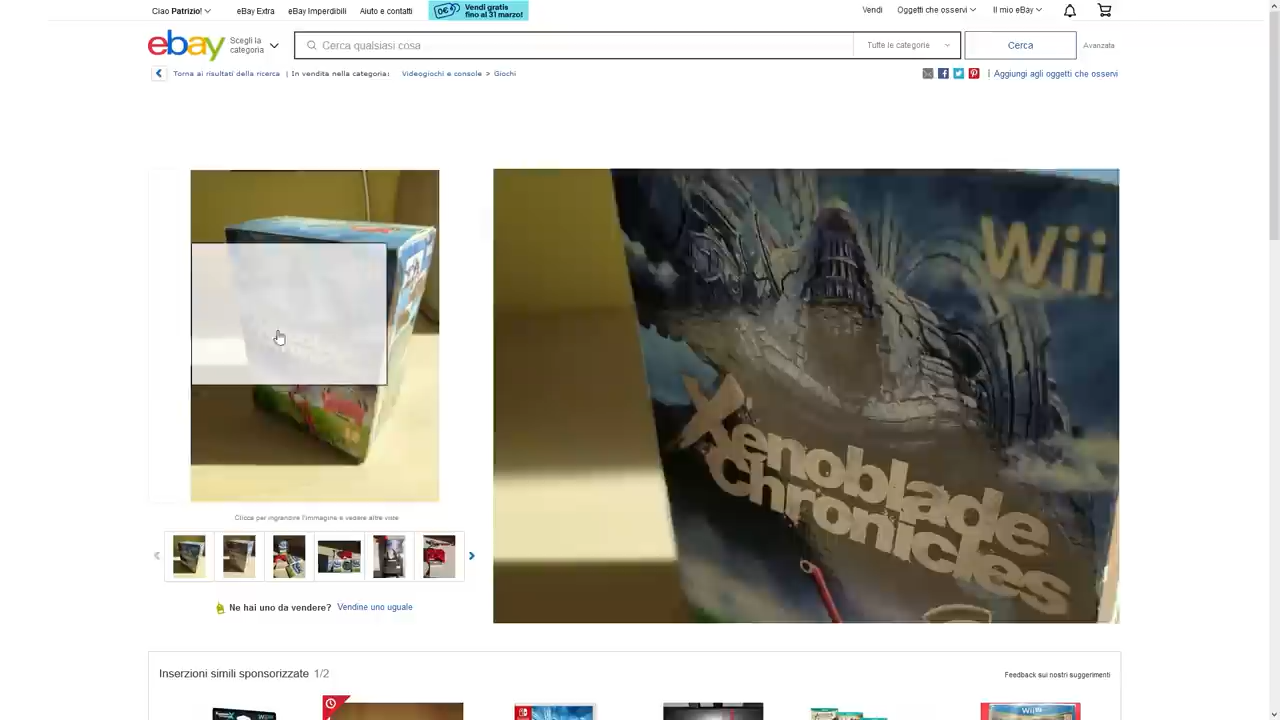 Ciao Patrizio!
eBay Extra
eBay Imperdibili
Aiuto e contatti
Vendi gratis
fino al 31 marzo!
Vendi
Oggetti che osservi
Il mio eBay
ebay
Scegli la
categoria
Cerca qualsiasi cosa
Tutte le categorie
Cerca
Avanzata
Torna ai risultati della ricerca | In vendita nella categoria: Videogiochi e console > Giochi
| Aggiungi agli oggetti che osservi
Wii
Xenoblade
Chronicles
Clicca per ingrandire l'immagine e vedere altre viste
Ne hai uno da vendere? Vendine uno uguale
Inserzioni simili sponsorizzate 1/2
Feedback sui nostri suggerimenti